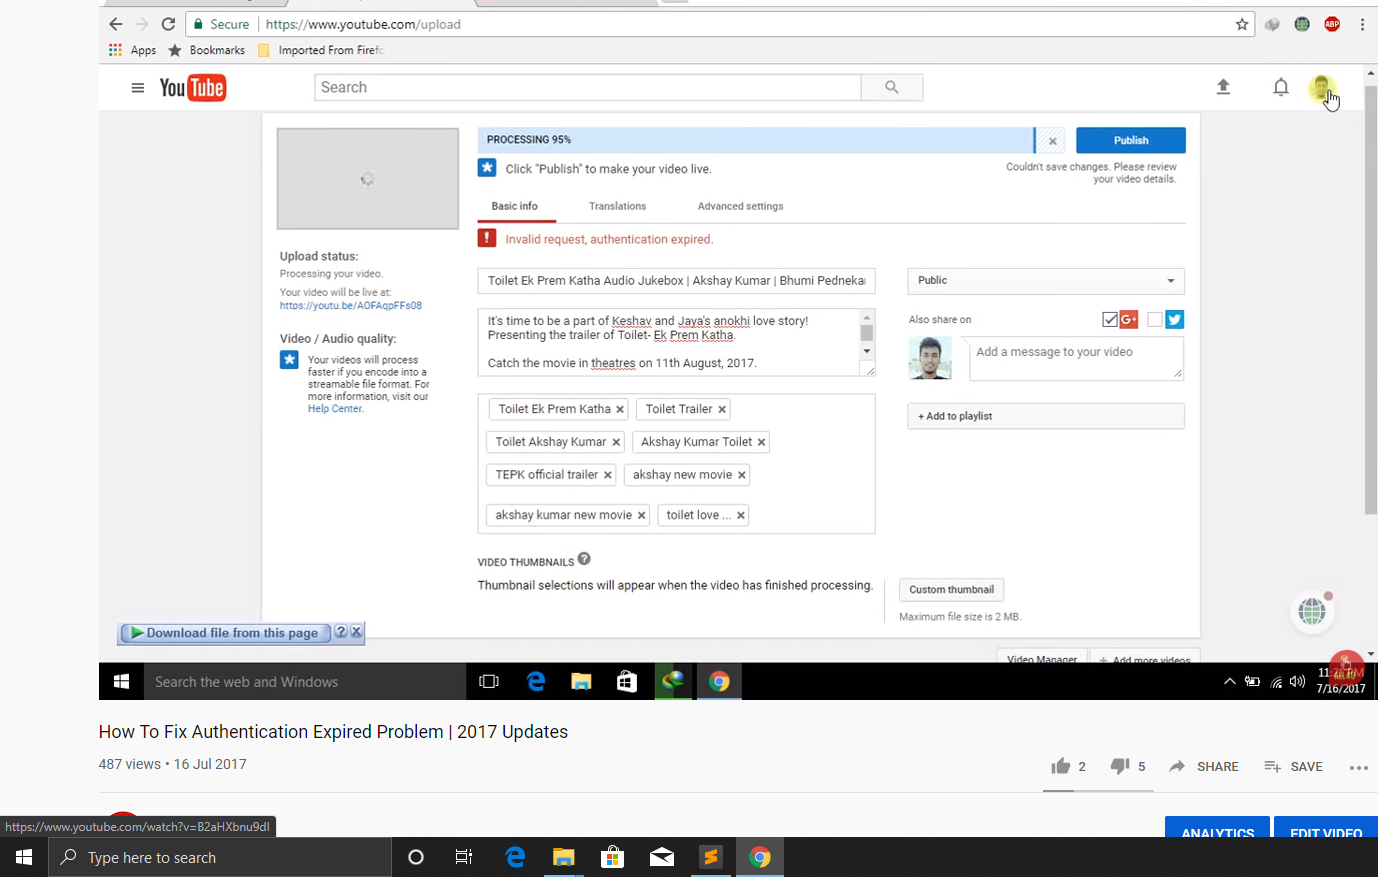 Secure | https://www.youtube.com/upload
ABP
Apps Bookmarks Imported From Firefo
YouTube
Search
PROCESSING 95%
Publish
Click "Publish" to make your video live.
Couldn't save changes. Please review
your video details.
Basic info Translations Advanced settings
Invalid request, authentication expired.
Upload status:
Processing your video.
Your video will be live at:
https://youtu.be/AOFAqpFFs08
Video / Audio quality:
Your videos will process
faster if you encode into a
streamable file format. For
more information, visit our
Help Center.
Toilet Ek Prem Katha Audio Jukebox | Akshay Kumar | Bhumi Pednekar
It's time to be a part of Keshav and Jaya's anokhi love story!
Presenting the trailer of Toilet- Ek Prem Katha.
Catch the movie in theatres on 11th August, 2017.
Toilet Ek Prem Katha × Toilet Trailer ×
Toilet Akshay Kumar × Akshay Kumar Toilet ×
TEPK official trailer × akshay new movie ×
akshay kumar new movie × toilet love ... ×
Public
Also share on
G+
Add a message to your video
+ Add to playlist
VIDEO THUMBNAILS ?
Thumbnail selections will appear when the video has finished processing.
Custom thumbnail
Maximum file size is 2 MB.
Download file from this page ? X
Video Manager + Add more videos
Search the web and Windows
7/16/2017
How To Fix Authentication Expired Problem | 2017 Updates
487 views • 16 Jul 2017
2 5 SHARE SAVE
https://www.youtube.com/watch?v=B2aHXbnu9dI
ANALYTICS EDIT VIDEO
Type here to search